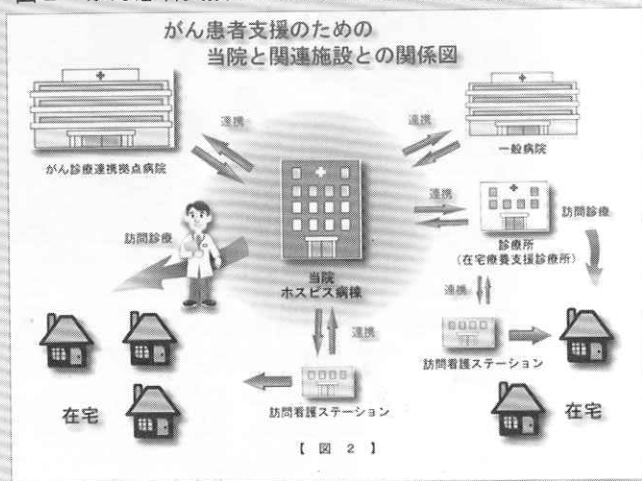 がん患者支援のための
当院と関連施設との関係図
がん診療連携拠点病院
連携
連携
一般病院
連携
訪問診療
訪問診療
診療所
(在宅療養支援診療所)
当院
ホスピス病棟
連携
連携
訪問看護ステーション
在宅
訪問看護ステーション
在宅
【 図 2 】